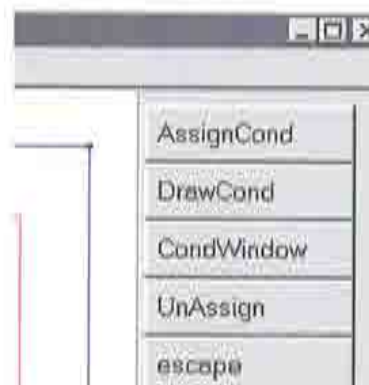 AssignCond
DrawCond
CondWindow
UnAssign
escape